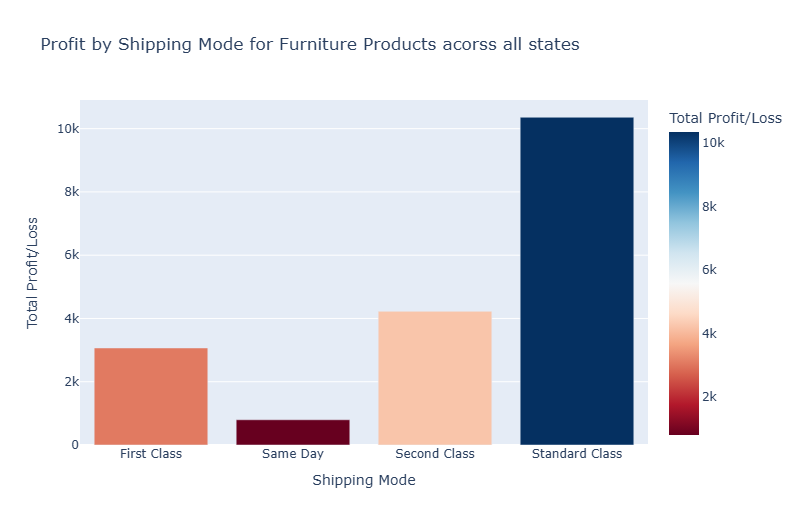 Profit by Shipping Mode for Furniture Products acorss all states
Total Profit/Loss
10k
8k
6k
4k
2k
0
First Class
Same Day
Second Class
Standard Class
Shipping Mode
Total Profit/Loss
10k
8k
6k
4k
2k